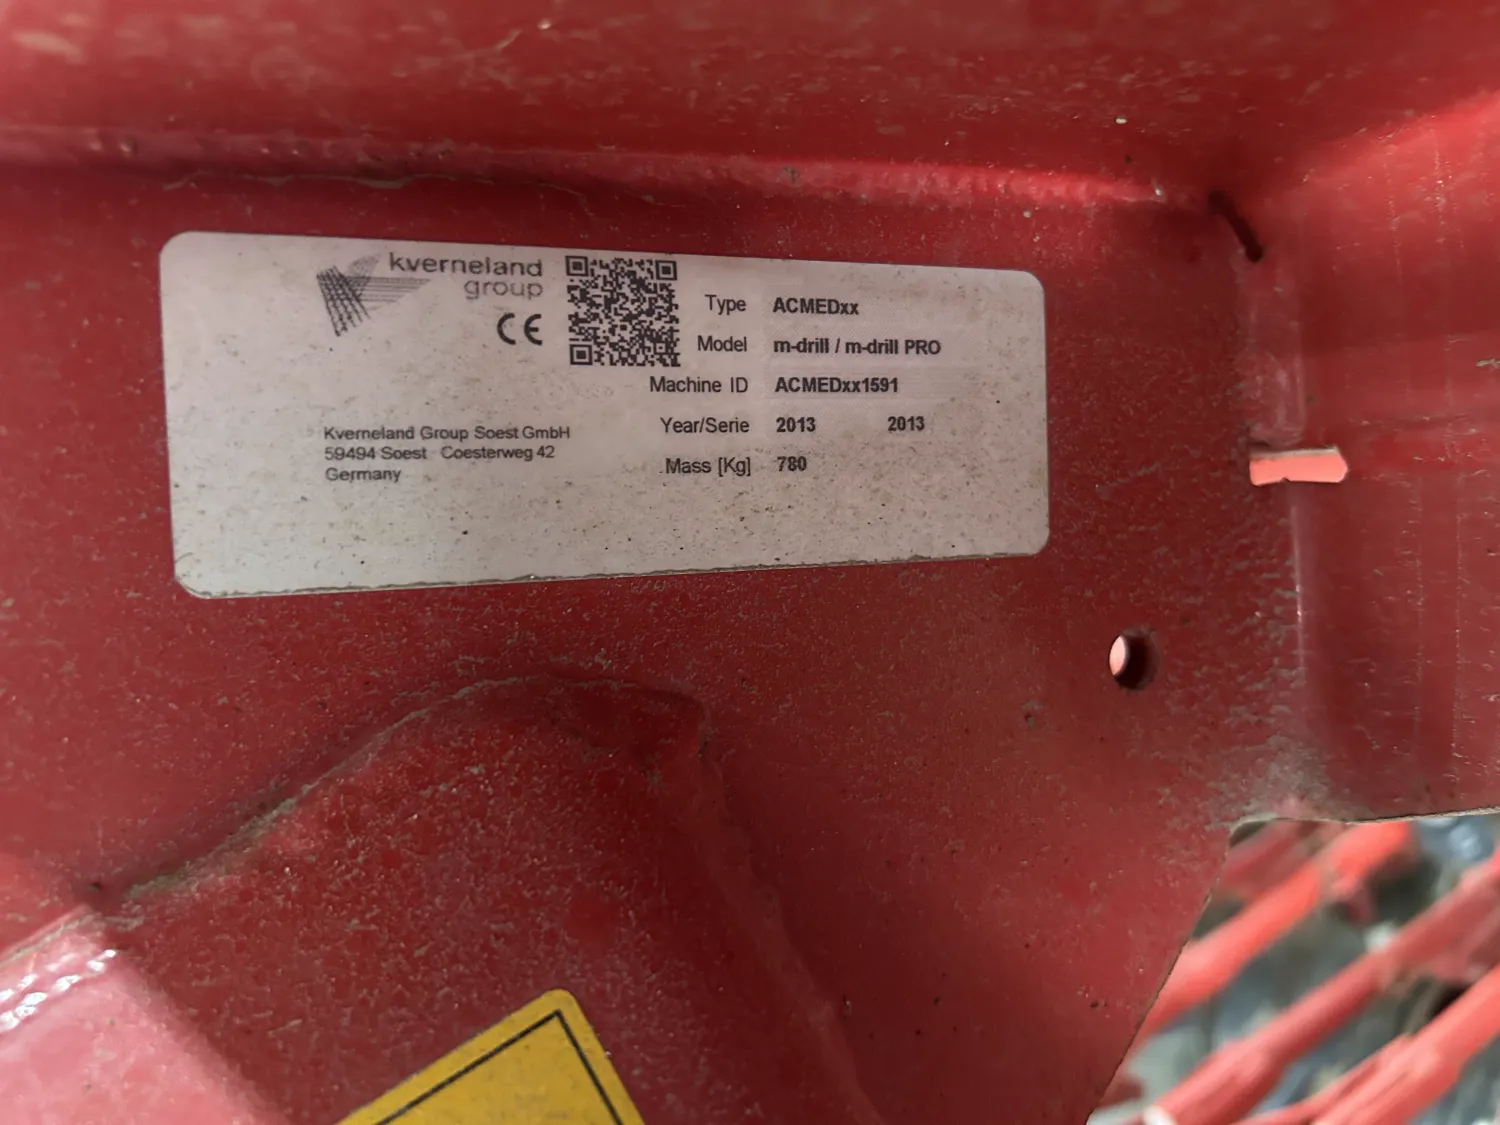 kverneland
group
CE
Type ACMEDxx
Model m-drill / m-drill PRO
Machine ID ACMEDxx1591
Year/Serie 2013 2013
Mass [Kg] 780
Kverneland Group Soest GmbH
59494 Soest Coesterweg 42
Germany